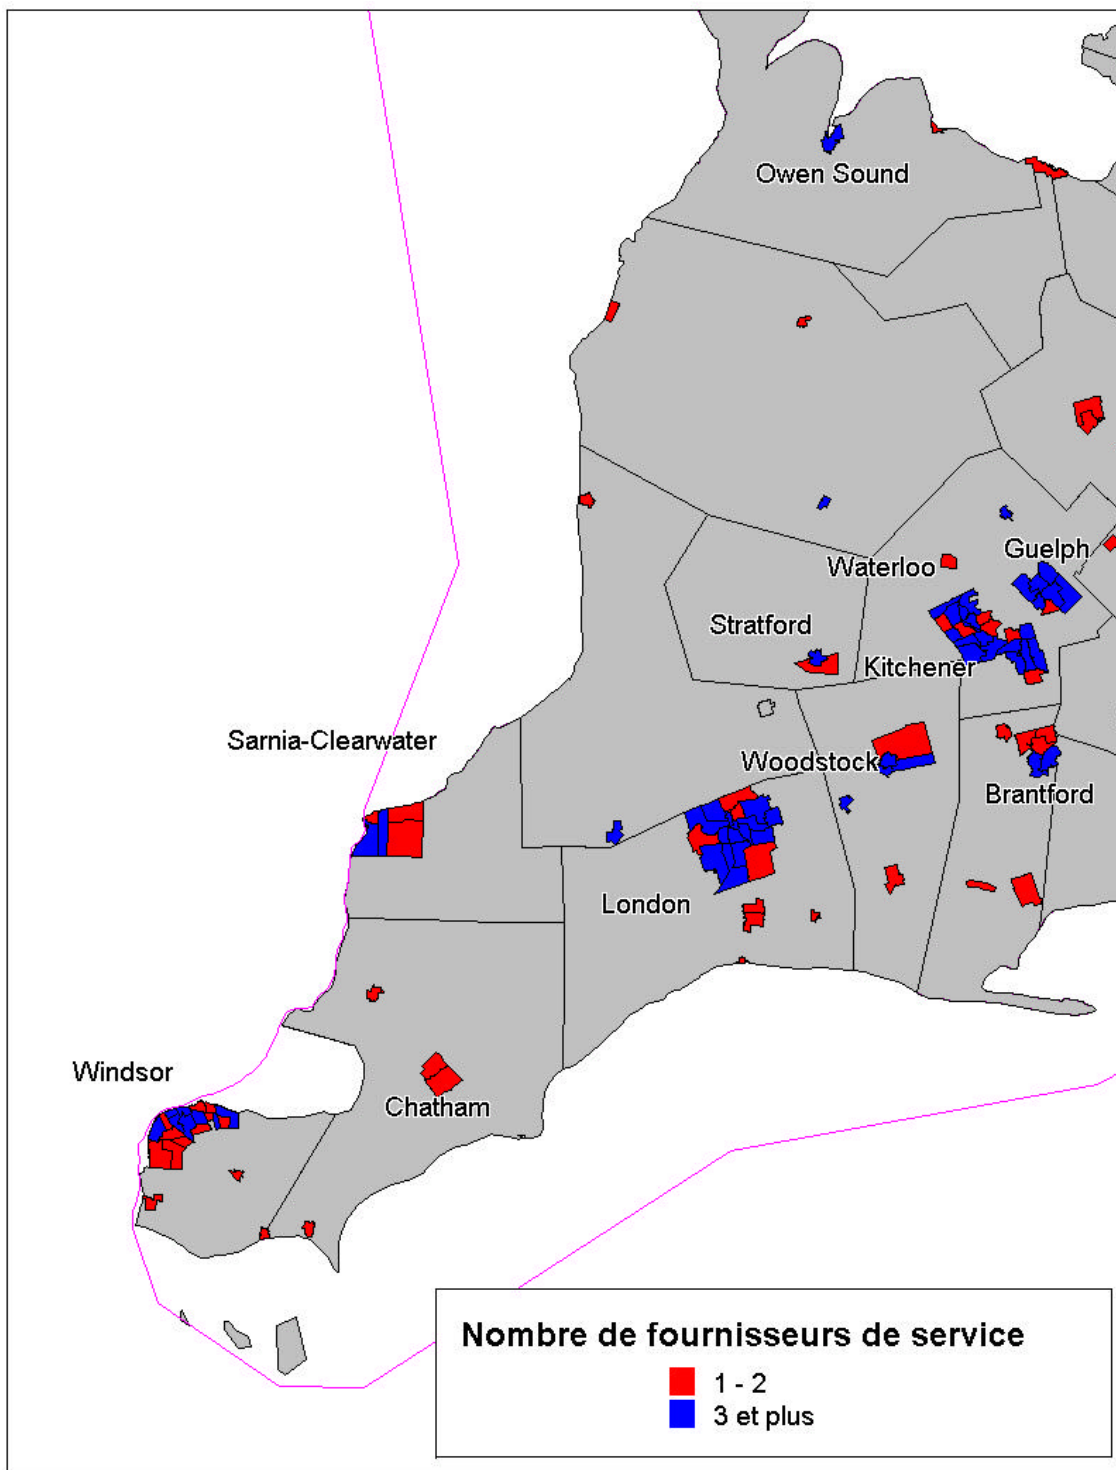 Owen Sound
Guelph
Waterloo
Stratford
Kitchener
Sarnia-Clearwater
Woodstock
Brantford
London
Windsor
Chatham
Nombre de fournisseurs de service
1 - 2
3 et plus